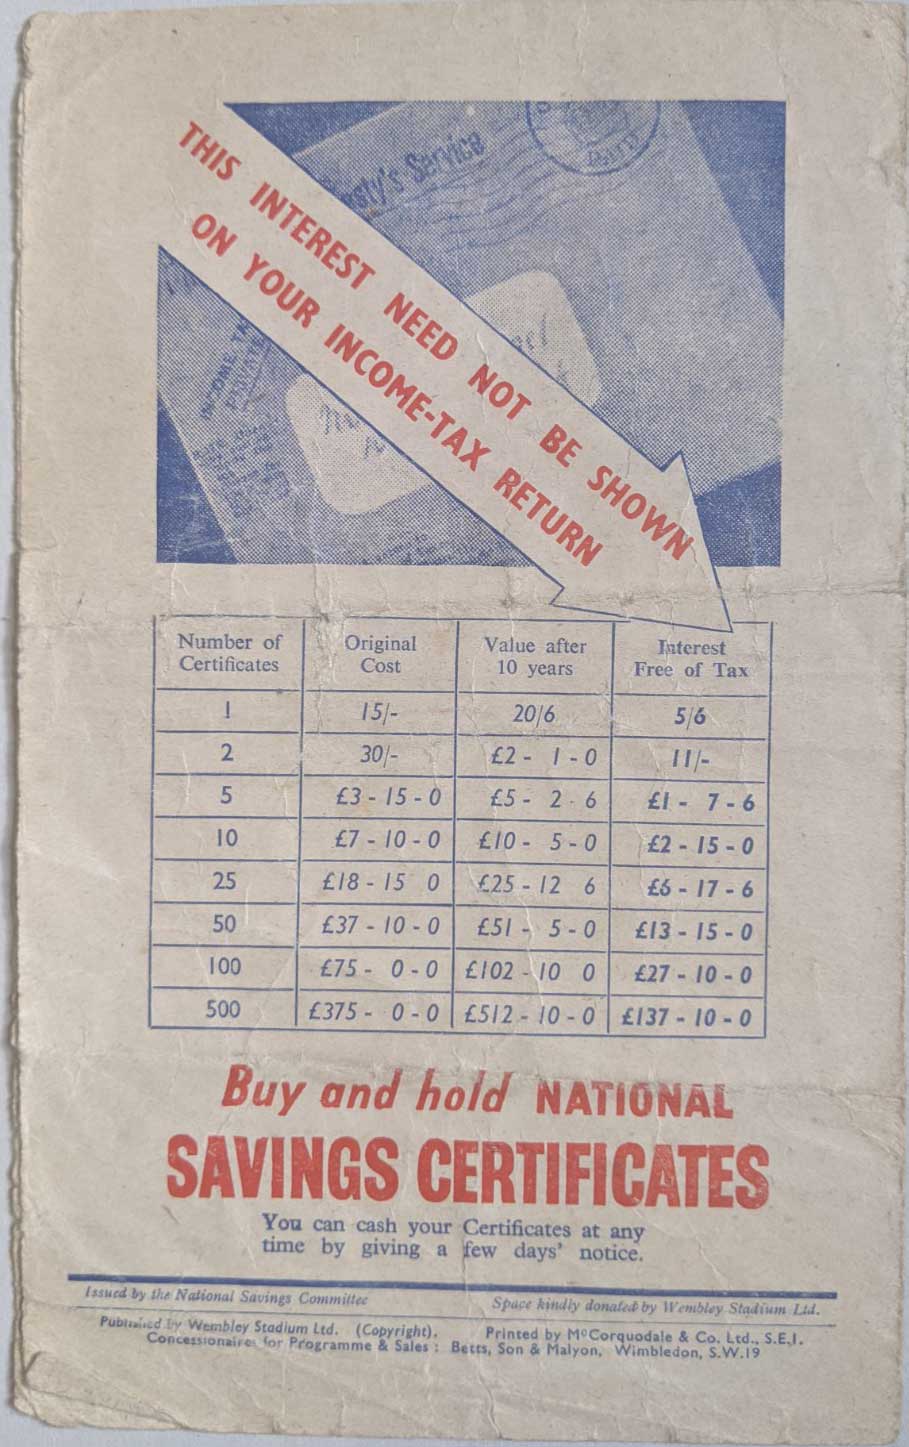 THIS INTEREST NEED NOT BE SHOWN
ON YOUR INCOME-TAX RETURN
Service
Number of Certificates | Original Cost | Value after 10 years | Interest Free of Tax
1 | 15/- | 20/6 | 5/6
2 | 30/- | £2 - 1 - 0 | 11/-
5 | £3 - 15 - 0 | £5 - 2 - 6 | £1 - 7 - 6
10 | £7 - 10 - 0 | £10 - 5 - 0 | £2 - 15 - 0
25 | £18 - 15 0 | £25 - 12 6 | £6 - 17 - 6
50 | £37 - 10 - 0 | £51 - 5 - 0 | £13 - 15 - 0
100 | £75 - 0 - 0 | £102 - 10 0 | £27 - 10 - 0
500 | £375 - 0 - 0 | £512 - 10 - 0 | £137 - 10 - 0
Buy and hold NATIONAL
SAVINGS CERTIFICATES
You can cash your Certificates at any
time by giving a few days' notice.
Issued by the National Savings Committee Space kindly donated by Wembley Stadium Ltd.
Published by Wembley Stadium Ltd. (Copyright). Printed by McCorquodale & Co. Ltd., S.E.1.
Concessionaires for Programme & Sales : Betts, Son & Malyon, Wimbledon, S.W.19